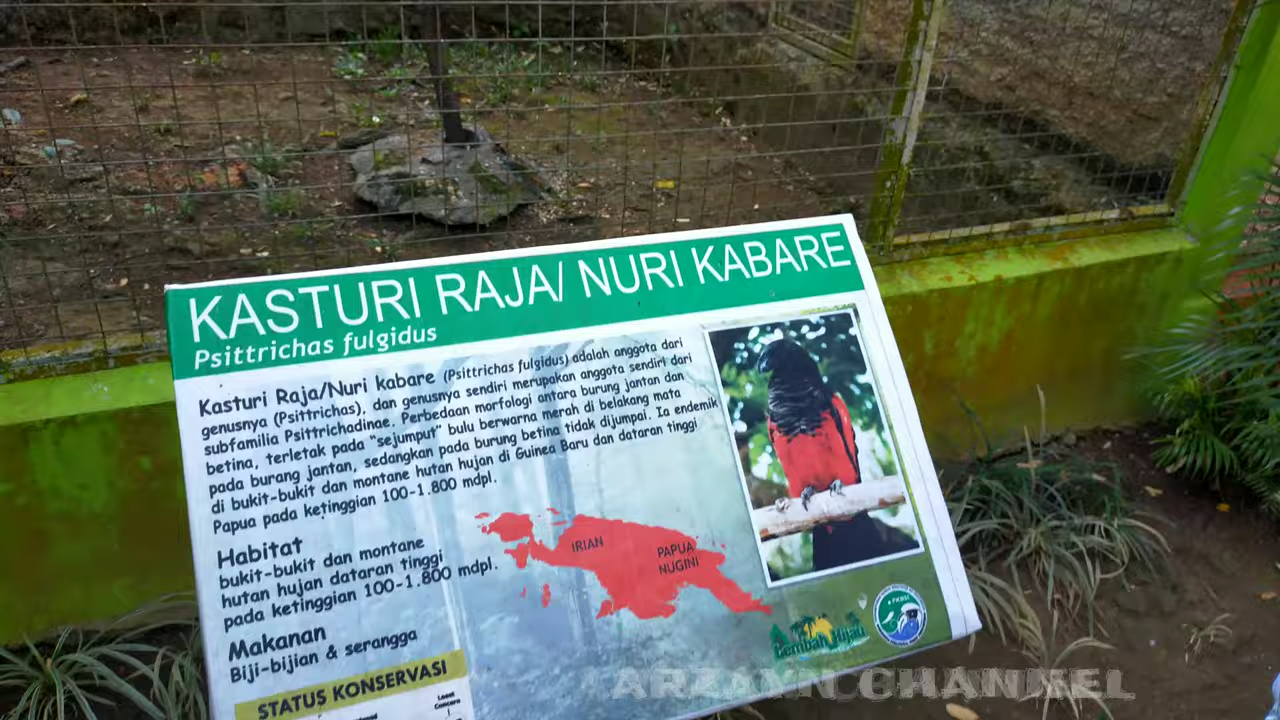 KASTURI RAJA/ NURI KABARE
Psittrichas fulgidus
Kasturi Raja/Nuri kabare (Psittrichas fulgidus) adalah anggota dari
genusnya (Psittrichas), dan genusnya sendiri merupakan anggota sendiri dari
subfamilia Psittrichadinae. Perbedaan morfologi antara burung jantan dan
betina, terletak pada "sejumput" bulu berwarna merah di belakang mata
pada burang jantan, sedangkan pada burung betina tidak dijumpai. Ia endemik
di bukit-bukit dan montane hutan hujan di Guinea Baru dan dataran tinggi
Papua pada ketinggian 100-1.800 mdpl.
Habitat
bukit-bukit dan montane
hutan hujan dataran tinggi
pada ketinggian 100-1.800 mdpl.
Makanan
Biji-bijian & serangga
STATUS KONSERVASI
Least
Concern
IRIAN
PAPUA
NUGINI
Lembah Hijau
ARZAYN CHANNEL